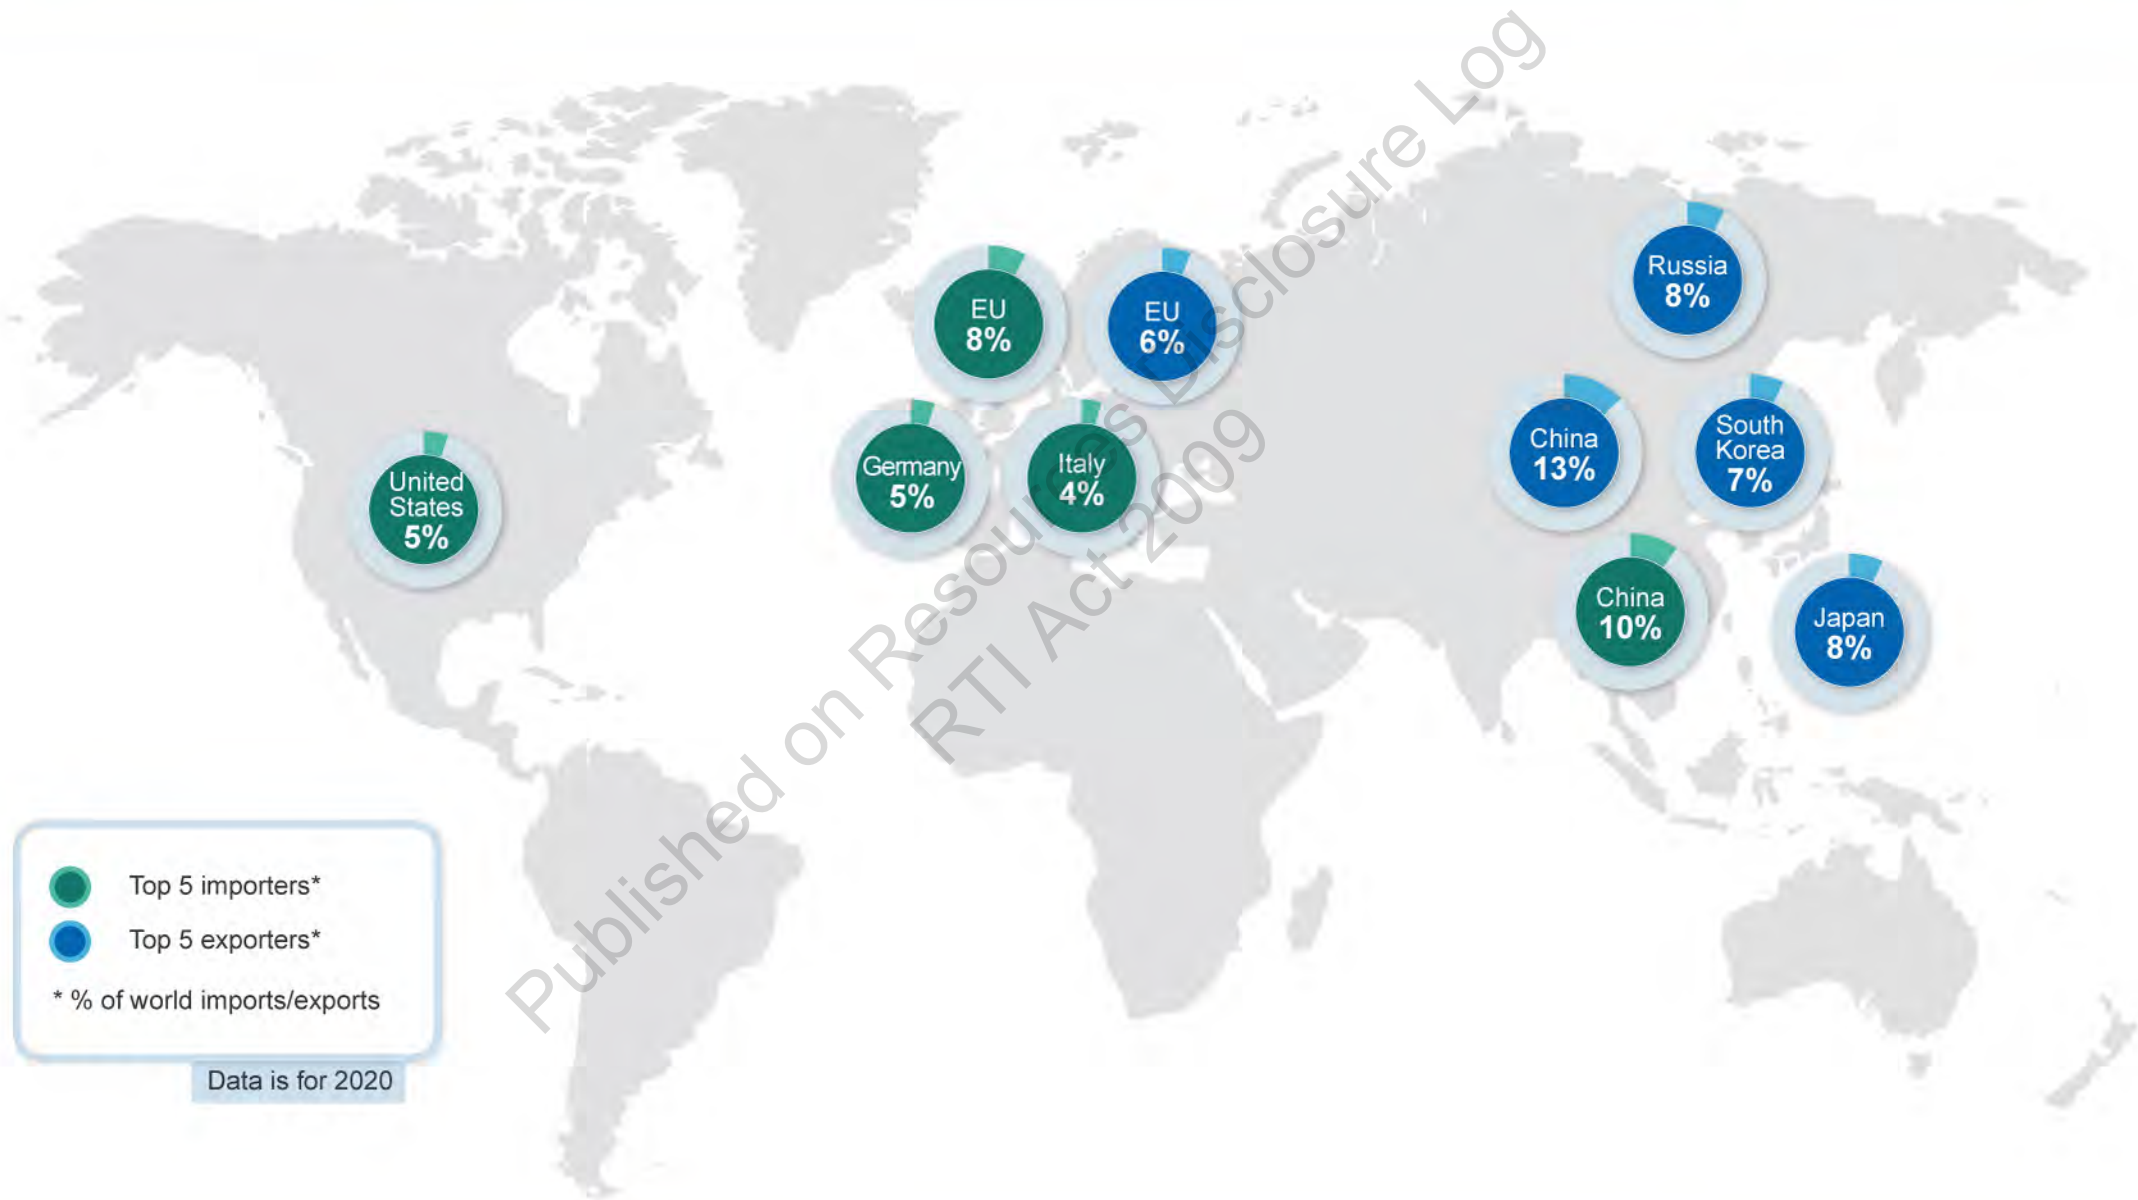 Published on Resources Disclosure Log
RTI Act 2009
Russia
8%
EU
8%
EU
6%
United
States
5%
Germany
5%
Italy
4%
China
13%
South
Korea
7%
China
10%
Japan
8%
Top 5 importers*
Top 5 exporters*
* % of world imports/exports
Data is for 2020